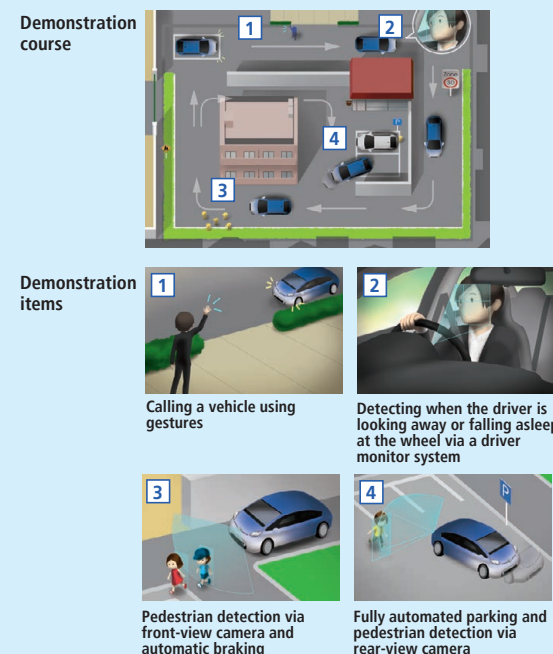 Demonstration
course
1
2
Zone
4
P
3
Demonstration
items
1
2
Calling a vehicle using
gestures
Detecting when the driver is
looking away or falling asleep
at the wheel via a driver
monitor system
3
4
P
Pedestrian detection via
front-view camera and
automatic braking
Fully automated parking and
pedestrian detection via
rear-view camera